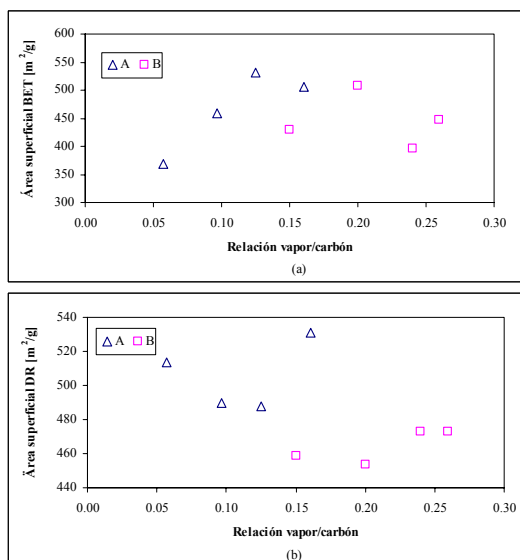 600
550
500
450
400
350
300
Área superficial BET [m²/g]
A B
0.00 0.05 0.10 0.15 0.20 0.25 0.30
Relación vapor/carbón
(a)
540
520
500
480
460
440
Ärea superficial DR [m²/g]
A B
0.00 0.05 0.10 0.15 0.20 0.25 0.30
Relación vapor/carbón
(b)